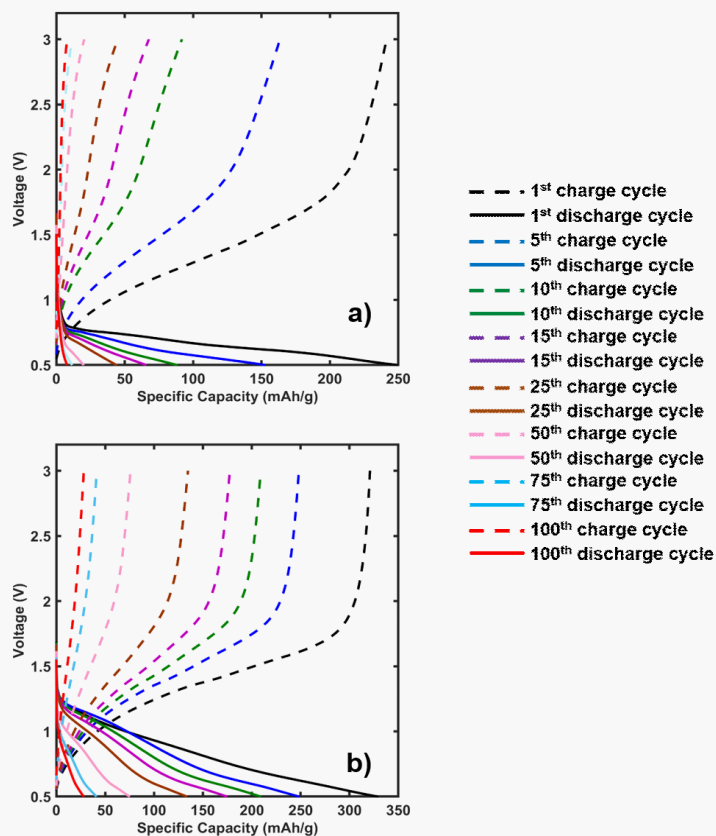 3
2.5
2
1.5
1
0.5
Voltage (V)
a)
0 50 100 150 200 250
Specific Capacity (mAh/g)
3
2.5
2
1.5
1
0.5
Voltage (V)
b)
0 50 100 150 200 250 300 350
Specific Capacity (mAh/g)
1st charge cycle
1st discharge cycle
5th charge cycle
5th discharge cycle
10th charge cycle
10th discharge cycle
15th charge cycle
15th discharge cycle
25th charge cycle
25th discharge cycle
50th charge cycle
50th discharge cycle
75th charge cycle
75th discharge cycle
100th charge cycle
100th discharge cycle